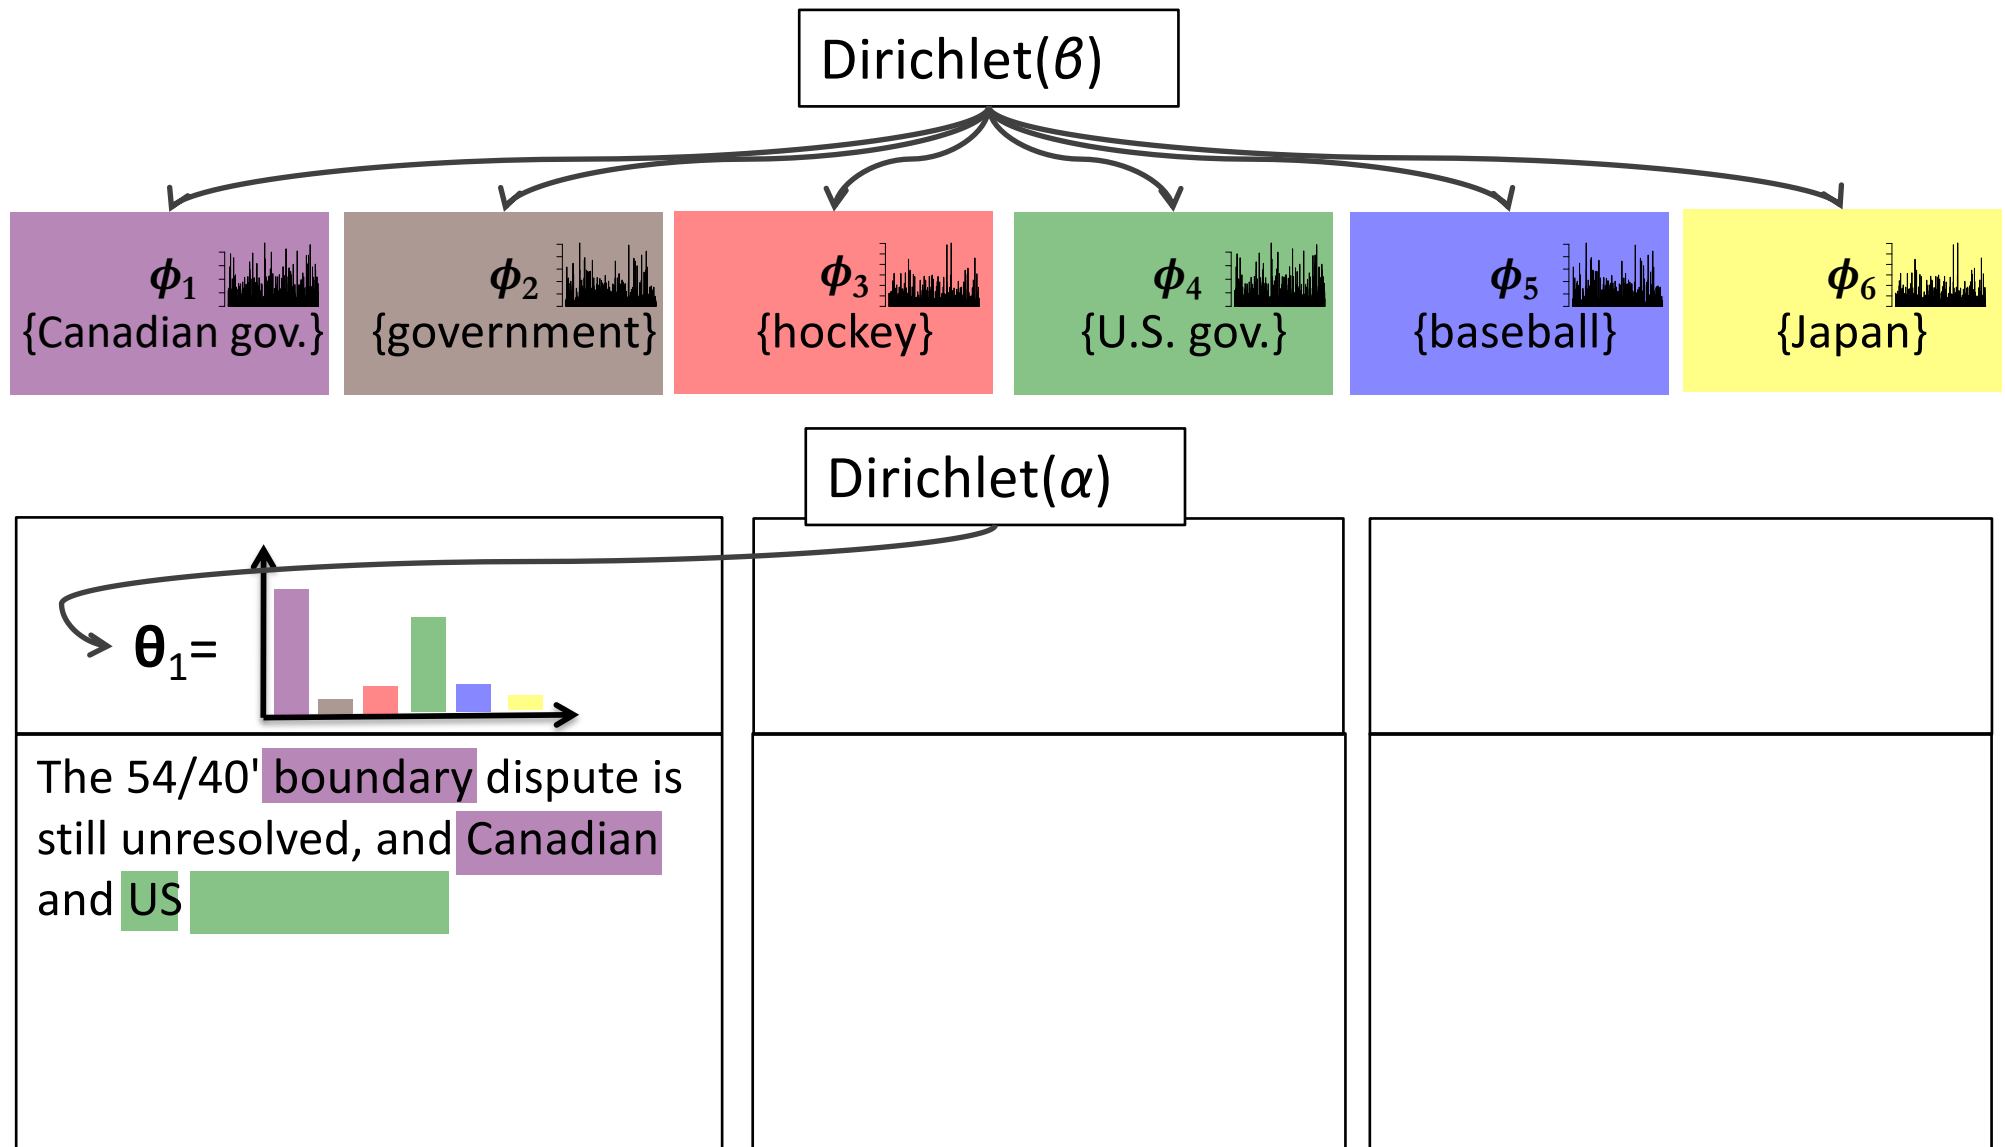 Dirichlet(β)
ϕ₁
{Canadian gov.}
ϕ₂
{government}
ϕ₃
{hockey}
ϕ₄
{U.S. gov.}
ϕ₅
{baseball}
ϕ₆
{Japan}
Dirichlet(α)
θ₁=
The 54/40' boundary dispute is
still unresolved, and Canadian
and US